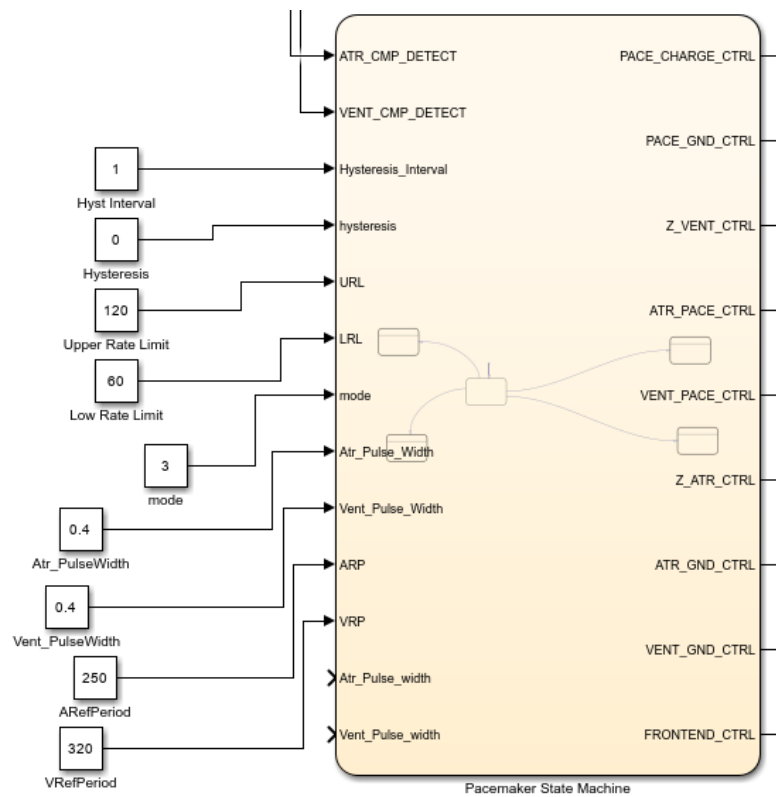 ATR_CMP_DETECT
PACE_CHARGE_CTRL
VENT_CMP_DETECT
PACE_GND_CTRL
1
Hysteresis_Interval
Hyst Interval
0
hysteresis
Z_VENT_CTRL
Hysteresis
120
URL
ATR_PACE_CTRL
Upper Rate Limit
LRL
60
Low Rate Limit
mode
VENT_PACE_CTRL
3
mode
Atr_Pulse_Width
Z_ATR_CTRL
0.4
Atr_PulseWidth
Vent_Pulse_Width
ARP
ATR_GND_CTRL
0.4
Vent_PulseWidth
VRP
VENT_GND_CTRL
250
ARefPeriod
Atr_Pulse_width
320
VRefPeriod
Vent_Pulse_width
FRONTEND_CTRL
Pacemaker State Machine